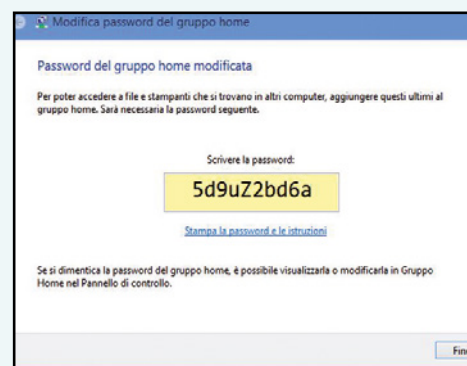 Modifica password del gruppo home
Password del gruppo home modificata
Per poter accedere a file e stampanti che si trovano in altri computer, aggiungere questi ultimi al
gruppo home. Sarà necessaria la password seguente.
Scrivere la password:
5d9uZ2bd6a
Stampa la password e le istruzioni
Se si dimentica la password del gruppo home, è possibile visualizzarla o modificarla in Gruppo
Home nel Pannello di controllo.